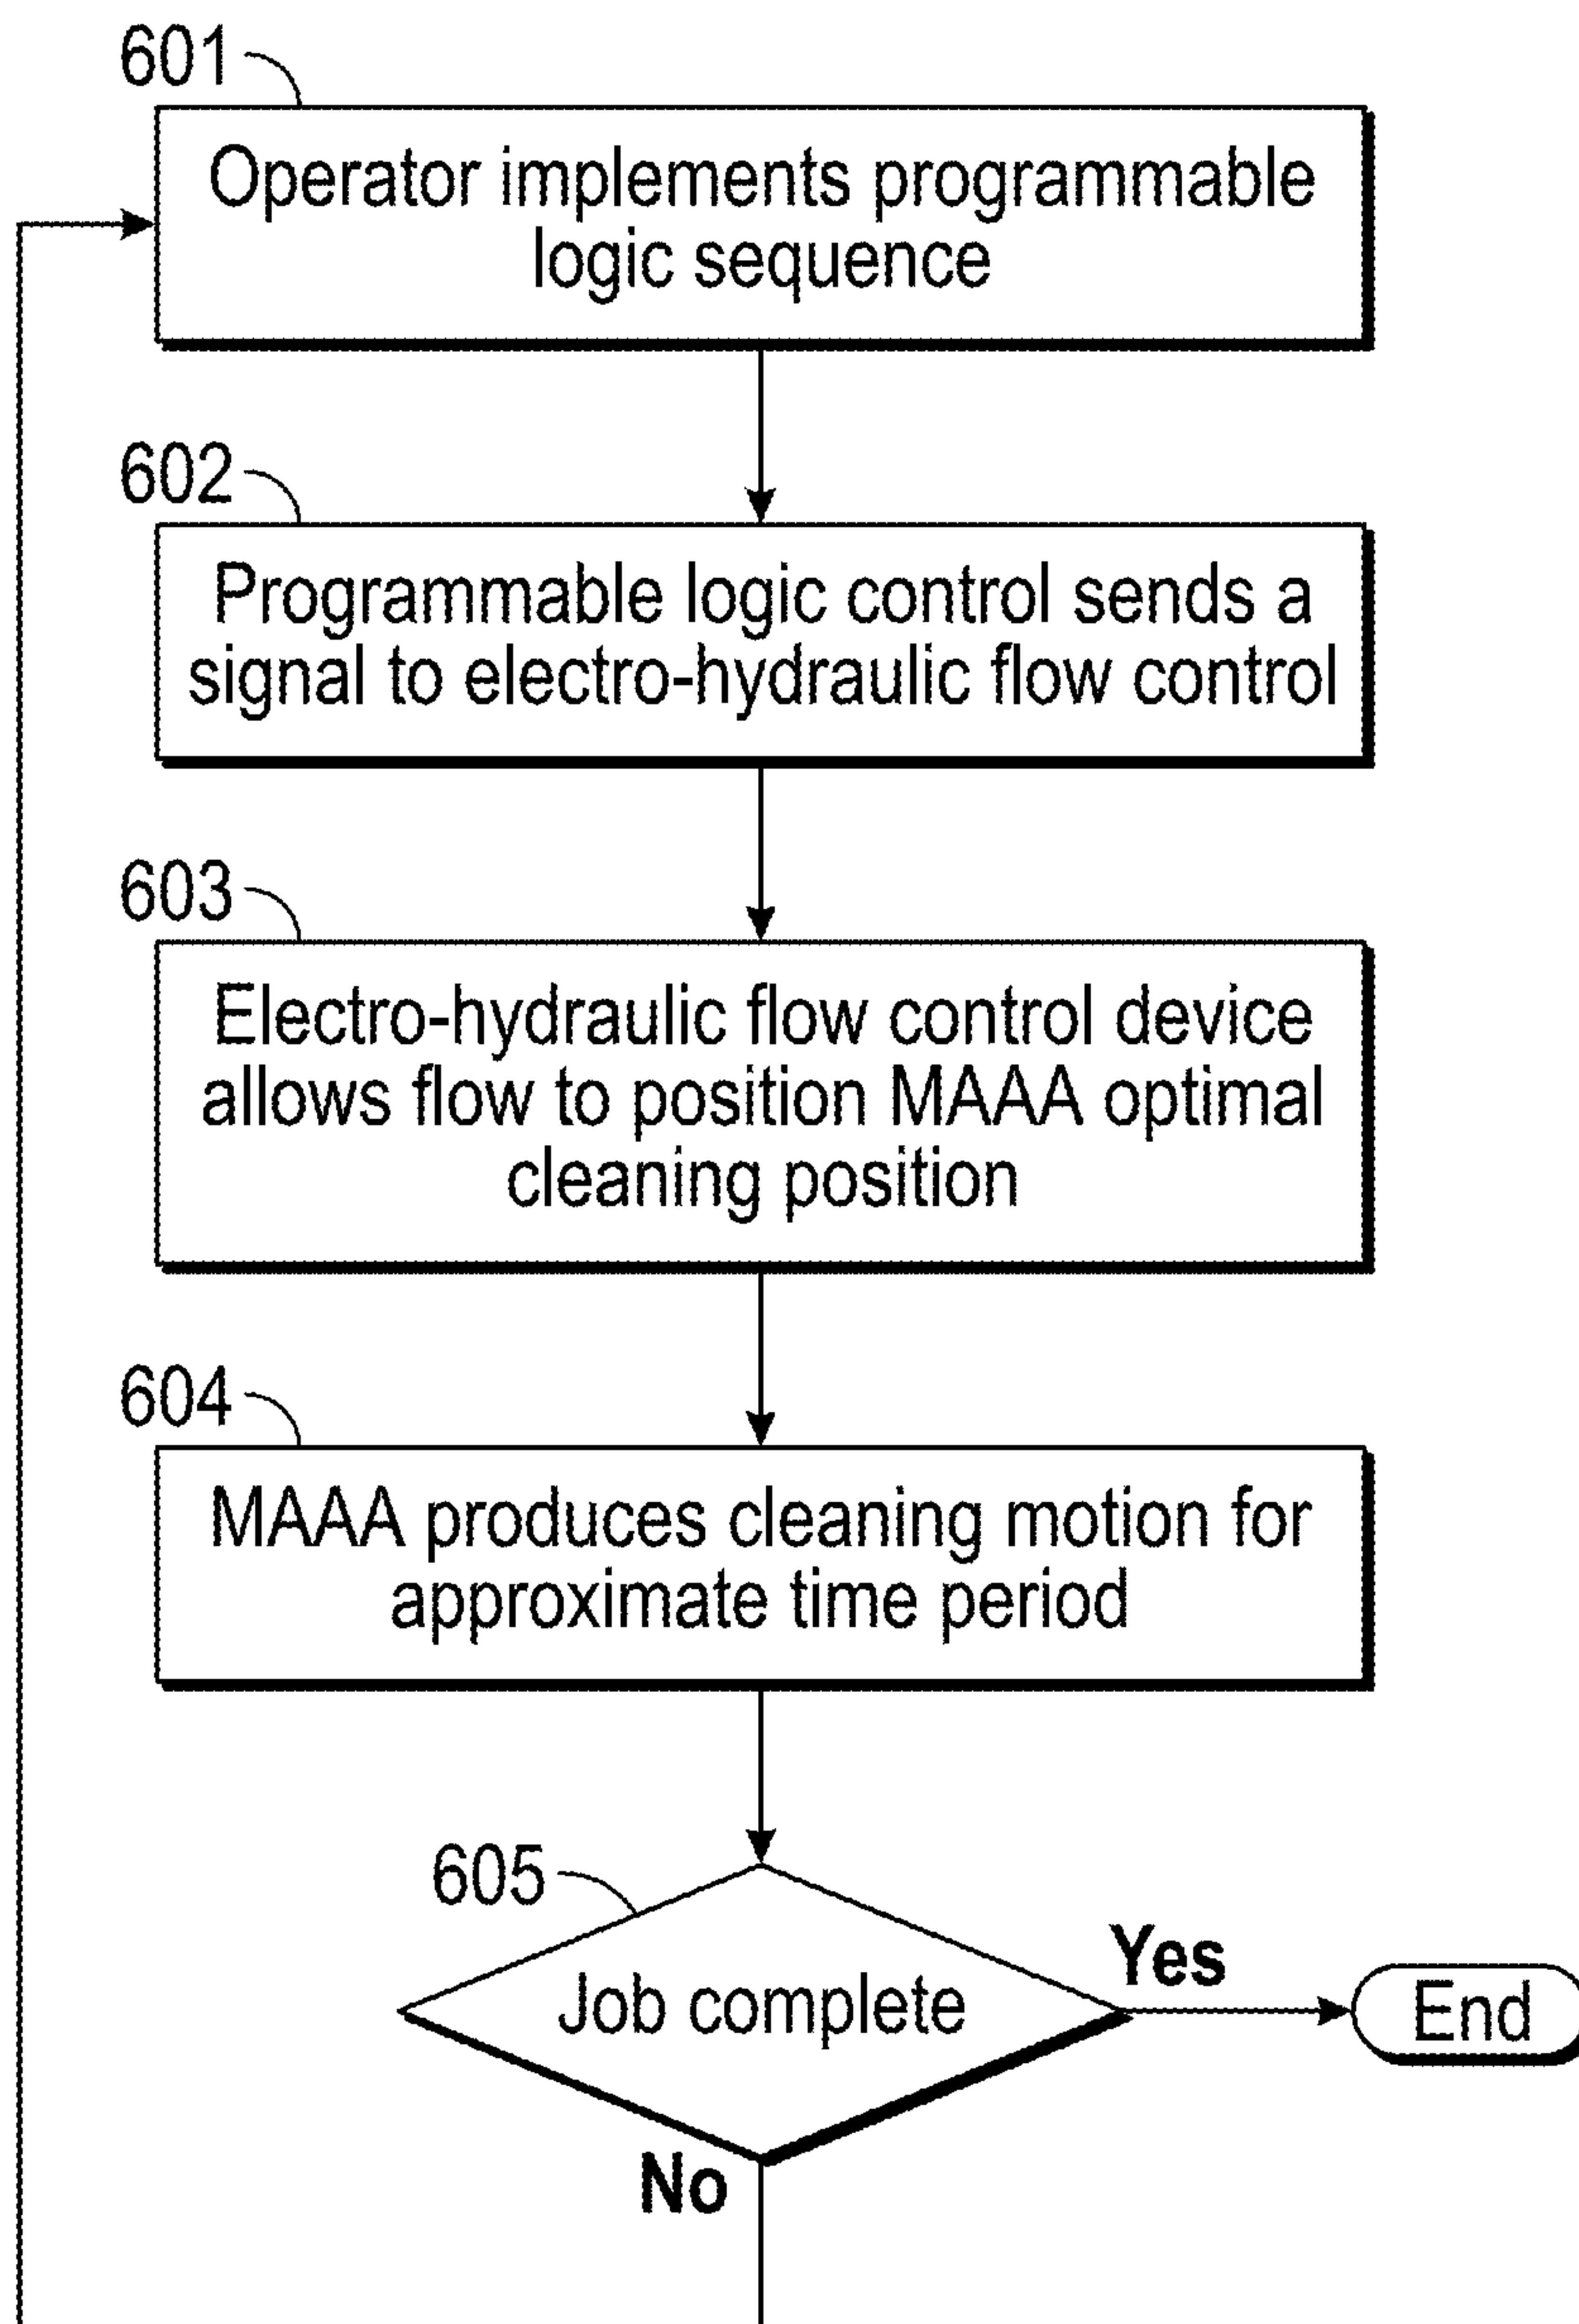 601
Operator implements programmable
logic sequence
602
Programmable logic control sends a
signal to electro-hydraulic flow control
603
Electro-hydraulic flow control device
allows flow to position MAAA optimal
cleaning position
604
MAAA produces cleaning motion for
approximate time period
605
Job complete
Yes
End
No